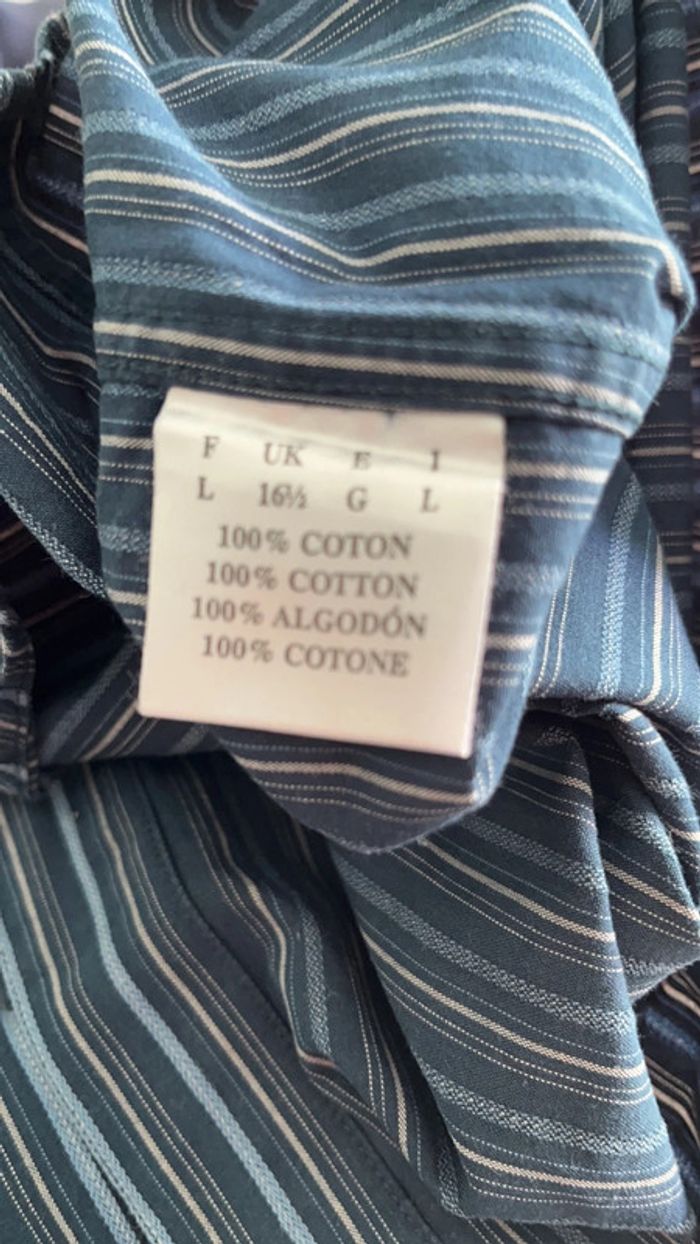 F UK E I
L 16½ G L
100% COTON
100% COTTON
100% ALGODÓN
100% COTONE